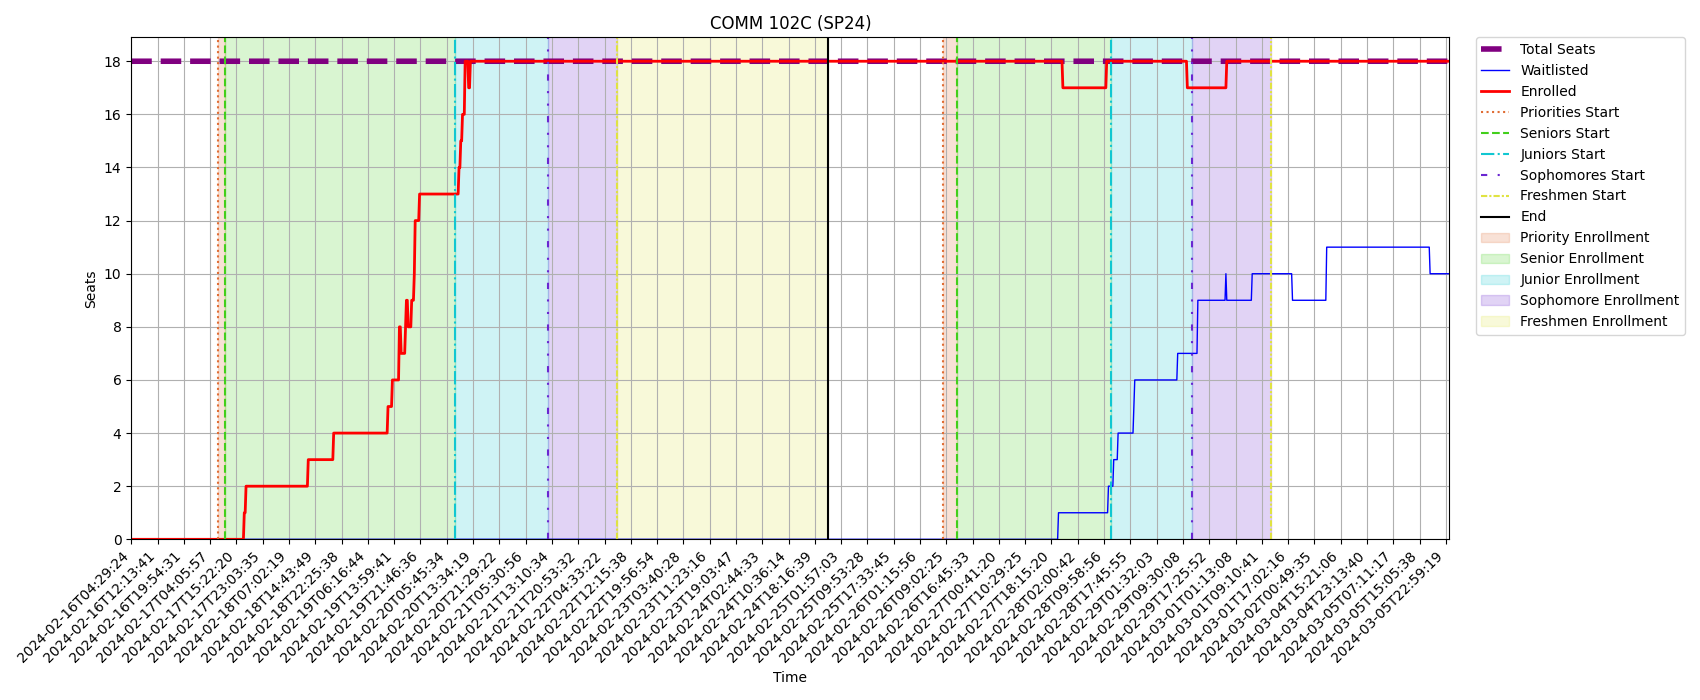 COMM 102C (SP24)
Seats
18
16
14
12
10
8
6
4
2
0
2024-02-16T04:29:24
2024-02-16T12:13:41
2024-02-16T19:54:31
2024-02-17T04:05:57
2024-02-17T15:22:20
2024-02-17T23:03:35
2024-02-18T07:02:19
2024-02-18T14:43:49
2024-02-18T22:25:38
2024-02-19T06:16:44
2024-02-19T13:59:41
2024-02-19T21:46:36
2024-02-20T05:45:34
2024-02-20T13:34:19
2024-02-20T21:29:22
2024-02-21T05:30:56
2024-02-21T13:10:34
2024-02-21T20:53:32
2024-02-22T04:33:22
2024-02-22T12:15:38
2024-02-22T19:56:54
2024-02-23T03:40:28
2024-02-23T11:23:16
2024-02-23T19:03:47
2024-02-24T02:44:33
2024-02-24T10:36:14
2024-02-24T18:16:39
2024-02-25T01:57:03
2024-02-25T09:53:28
2024-02-25T17:33:45
2024-02-26T01:15:56
2024-02-26T09:02:25
2024-02-26T16:45:33
2024-02-27T00:41:20
2024-02-27T10:29:25
2024-02-27T18:15:20
2024-02-28T02:00:42
2024-02-28T09:58:56
2024-02-28T17:45:55
2024-02-29T01:32:03
2024-02-29T09:30:08
2024-02-29T17:25:52
2024-03-01T01:13:08
2024-03-01T09:10:41
2024-03-01T17:02:16
2024-03-02T00:49:35
2024-03-04T15:21:06
2024-03-04T23:13:40
2024-03-05T07:11:17
2024-03-05T15:05:38
2024-03-05T22:59:19
Time
Total Seats
Waitlisted
Enrolled
Priorities Start
Seniors Start
Juniors Start
Sophomores Start
Freshmen Start
End
Priority Enrollment
Senior Enrollment
Junior Enrollment
Sophomore Enrollment
Freshmen Enrollment